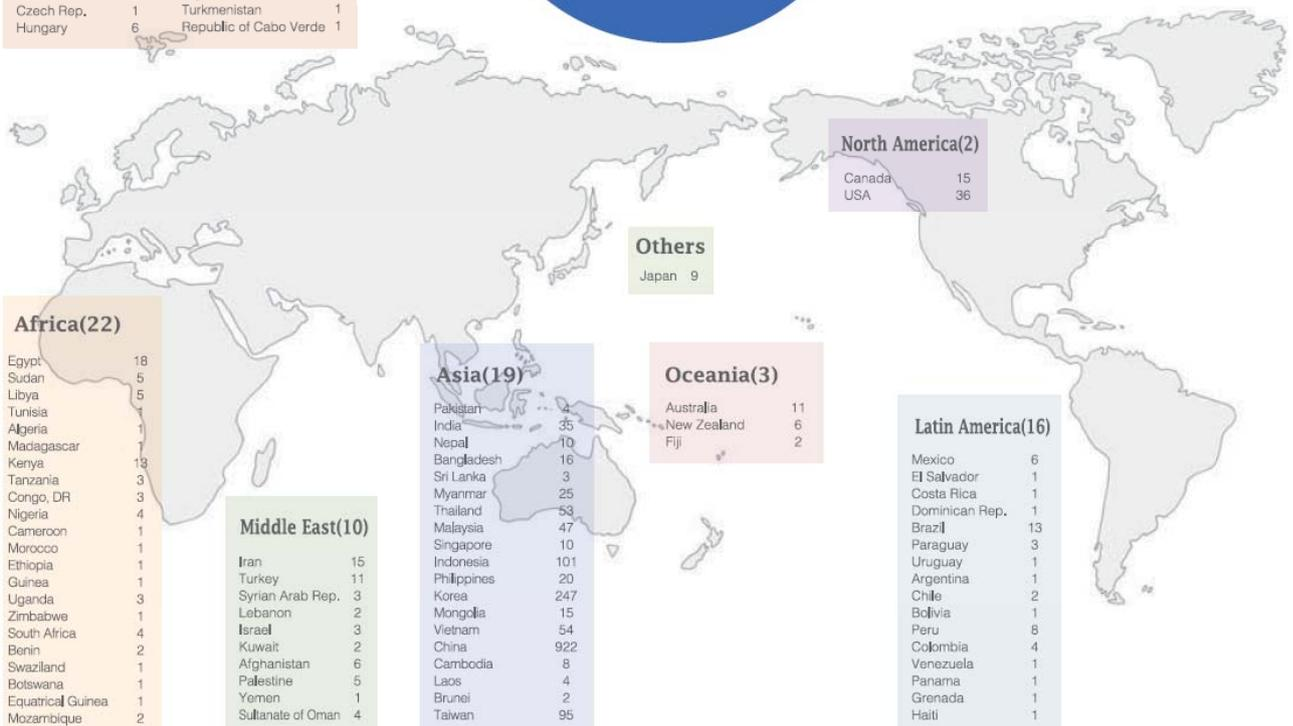 Czech Rep. 1 Turkmenistan 1
Hungary 6 Republic of Cabo Verde 1
North America(2)
Canada 15
USA 36
Others
Japan 9
Africa(22)
Egypt 18
Sudan 5
Libya 5
Tunisia 1
Algeria 1
Madagascar 1
Kenya 13
Tanzania 3
Congo, DR 3
Nigeria 4
Cameroon 1
Morocco 1
Ethiopia 1
Guinea 1
Uganda 3
Zimbabwe 1
South Africa 4
Benin 2
Swaziland 1
Botswana 1
Equatrical Guinea 1
Mozambique 2
Middle East(10)
Iran 15
Turkey 11
Syrian Arab Rep. 3
Lebanon 2
Israel 3
Kuwait 2
Afghanistan 6
Palestine 5
Yemen 1
Sultanate of Oman 4
Asia(19)
Pakistan 4
India 35
Nepal 10
Bangladesh 16
Sri Lanka 3
Myanmar 25
Thailand 53
Malaysia 47
Singapore 10
Indonesia 101
Philippines 20
Korea 247
Mongolia 15
Vietnam 54
China 922
Cambodia 8
Laos 4
Brunei 2
Taiwan 95
Oceania(3)
Australia 11
New Zealand 6
Fiji 2
Latin America(16)
Mexico 6
El Salvador 1
Costa Rica 1
Dominican Rep. 1
Brazil 13
Paraguay 3
Uruguay 1
Argentina 1
Chile 2
Bolivia 1
Peru 8
Colombia 4
Venezuela 1
Panama 1
Grenada 1
Haiti 1